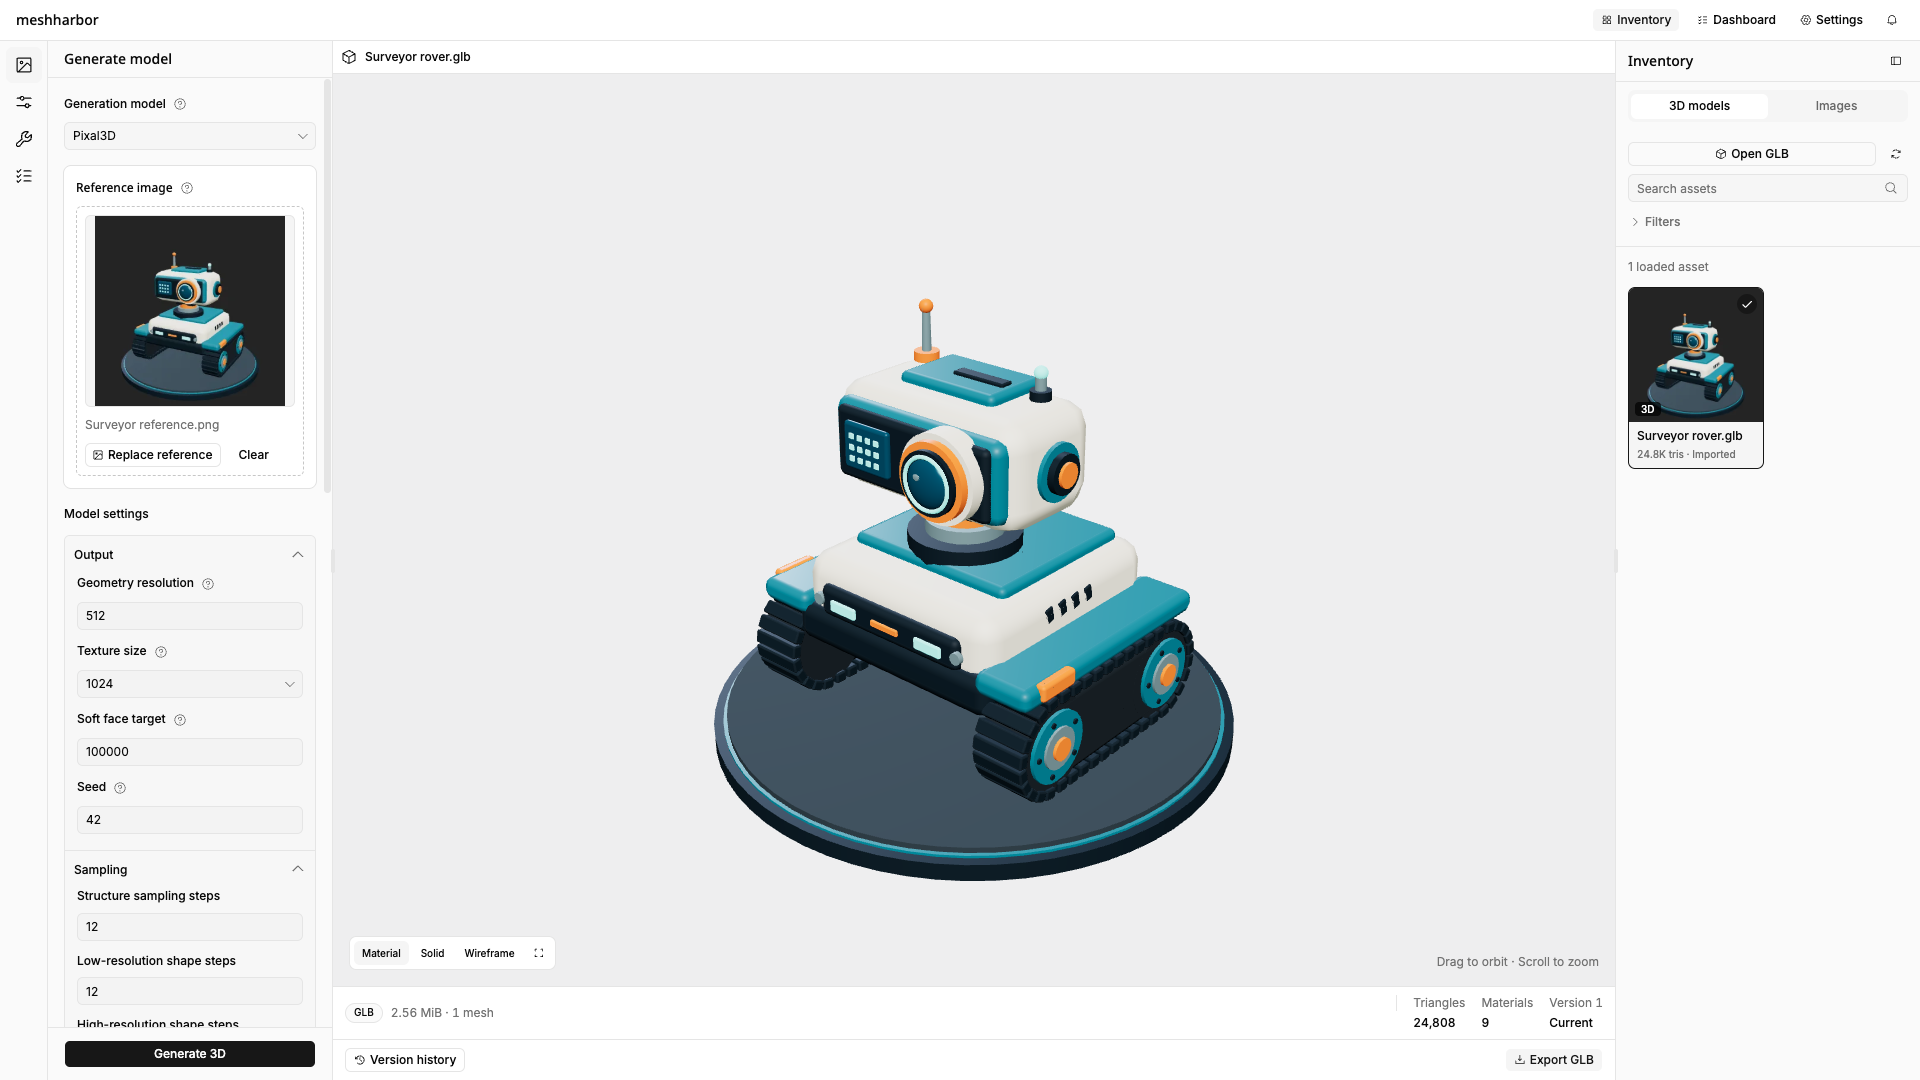 meshharbor
Inventory
Dashboard
Settings
Generate model
Generation model
Pixal3D
Reference image
Surveyor reference.png
Replace reference
Clear
Model settings
Output
Geometry resolution
512
Texture size
1024
Soft face target
100000
Seed
42
Sampling
Structure sampling steps
12
Low-resolution shape steps
12
High-resolution shape steps
Generate 3D
Surveyor rover.glb
Material
Solid
Wireframe
Drag to orbit · Scroll to zoom
GLB
2.56 MiB · 1 mesh
Triangles
24,808
Materials
9
Version 1
Current
Version history
Export GLB
Inventory
3D models
Images
Open GLB
Search assets
Filters
1 loaded asset
3D
Surveyor rover.glb
24.8K tris · Imported